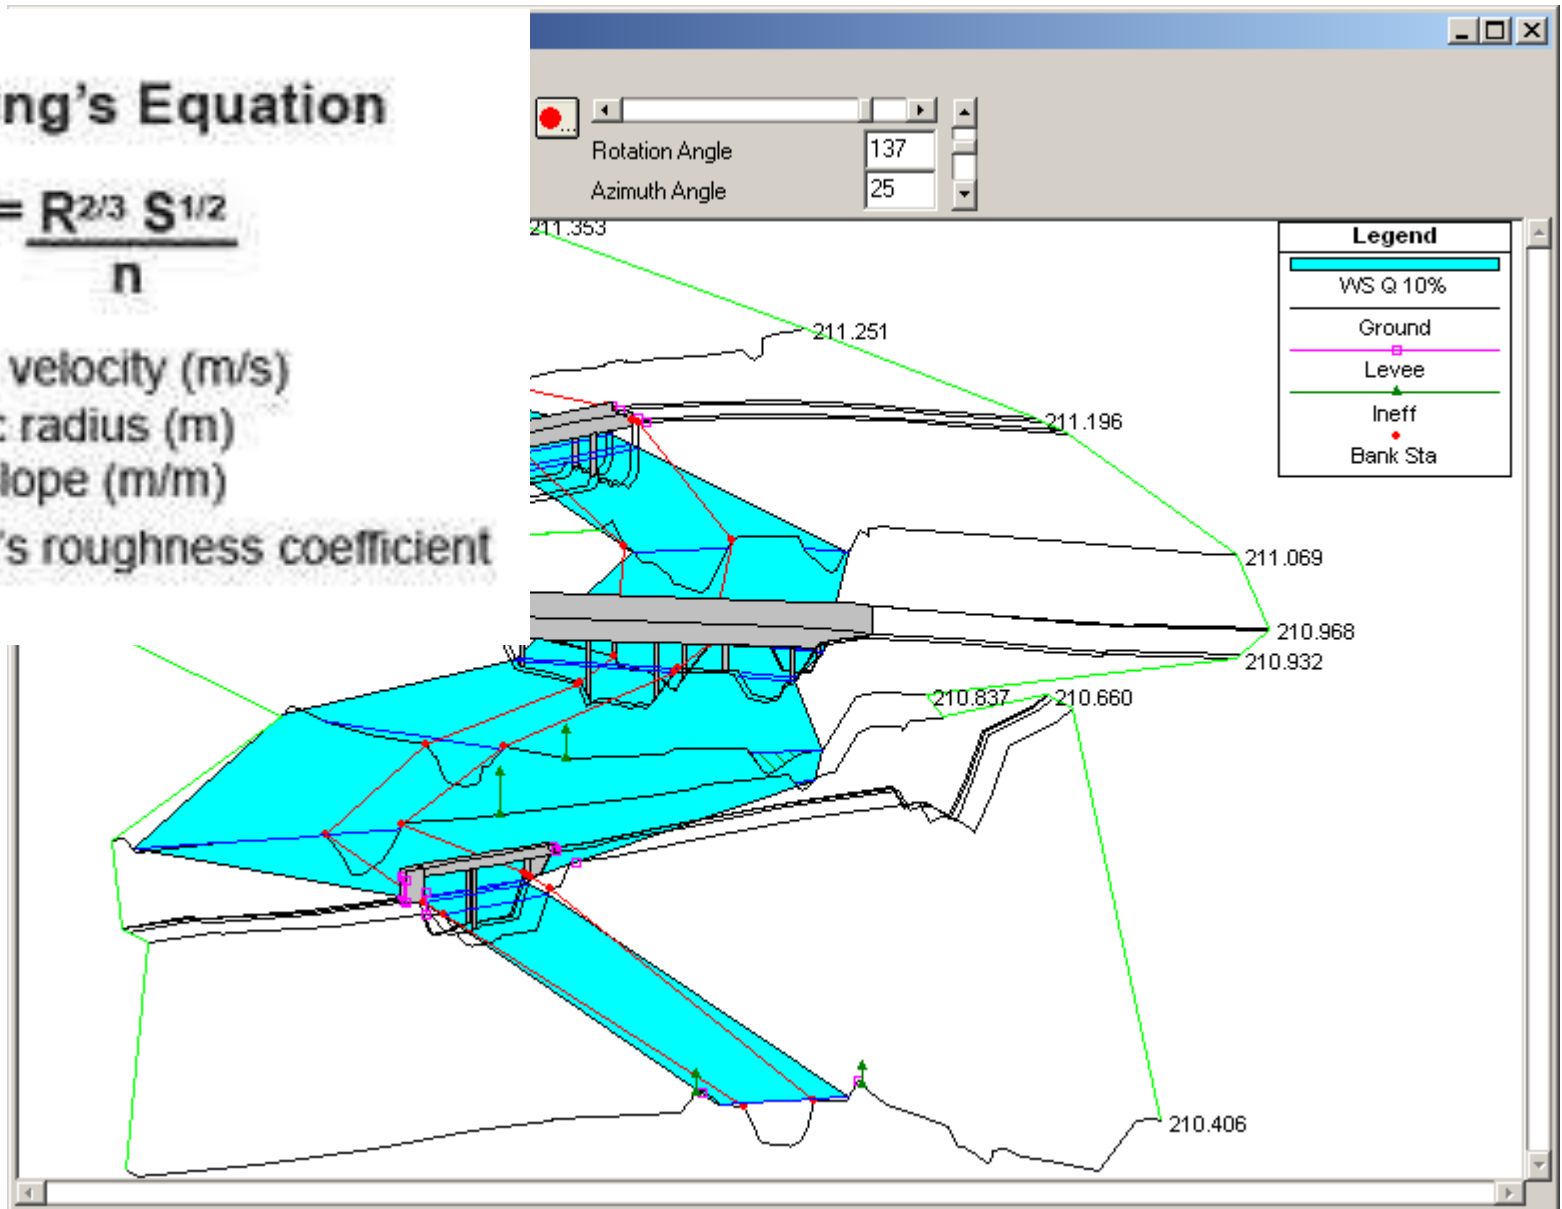 ng's Equation
= R2/3 S1/2
n
velocity (m/s)
radius (m)
lope (m/m)
's roughness coefficient
Rotation Angle
137
Azimuth Angle
25
211.353
211.251
211.196
211.069
210.968
210.932
210.837
210.660
210.406
Legend
WS Q 10%
Ground
Levee
Ineff
Bank Sta